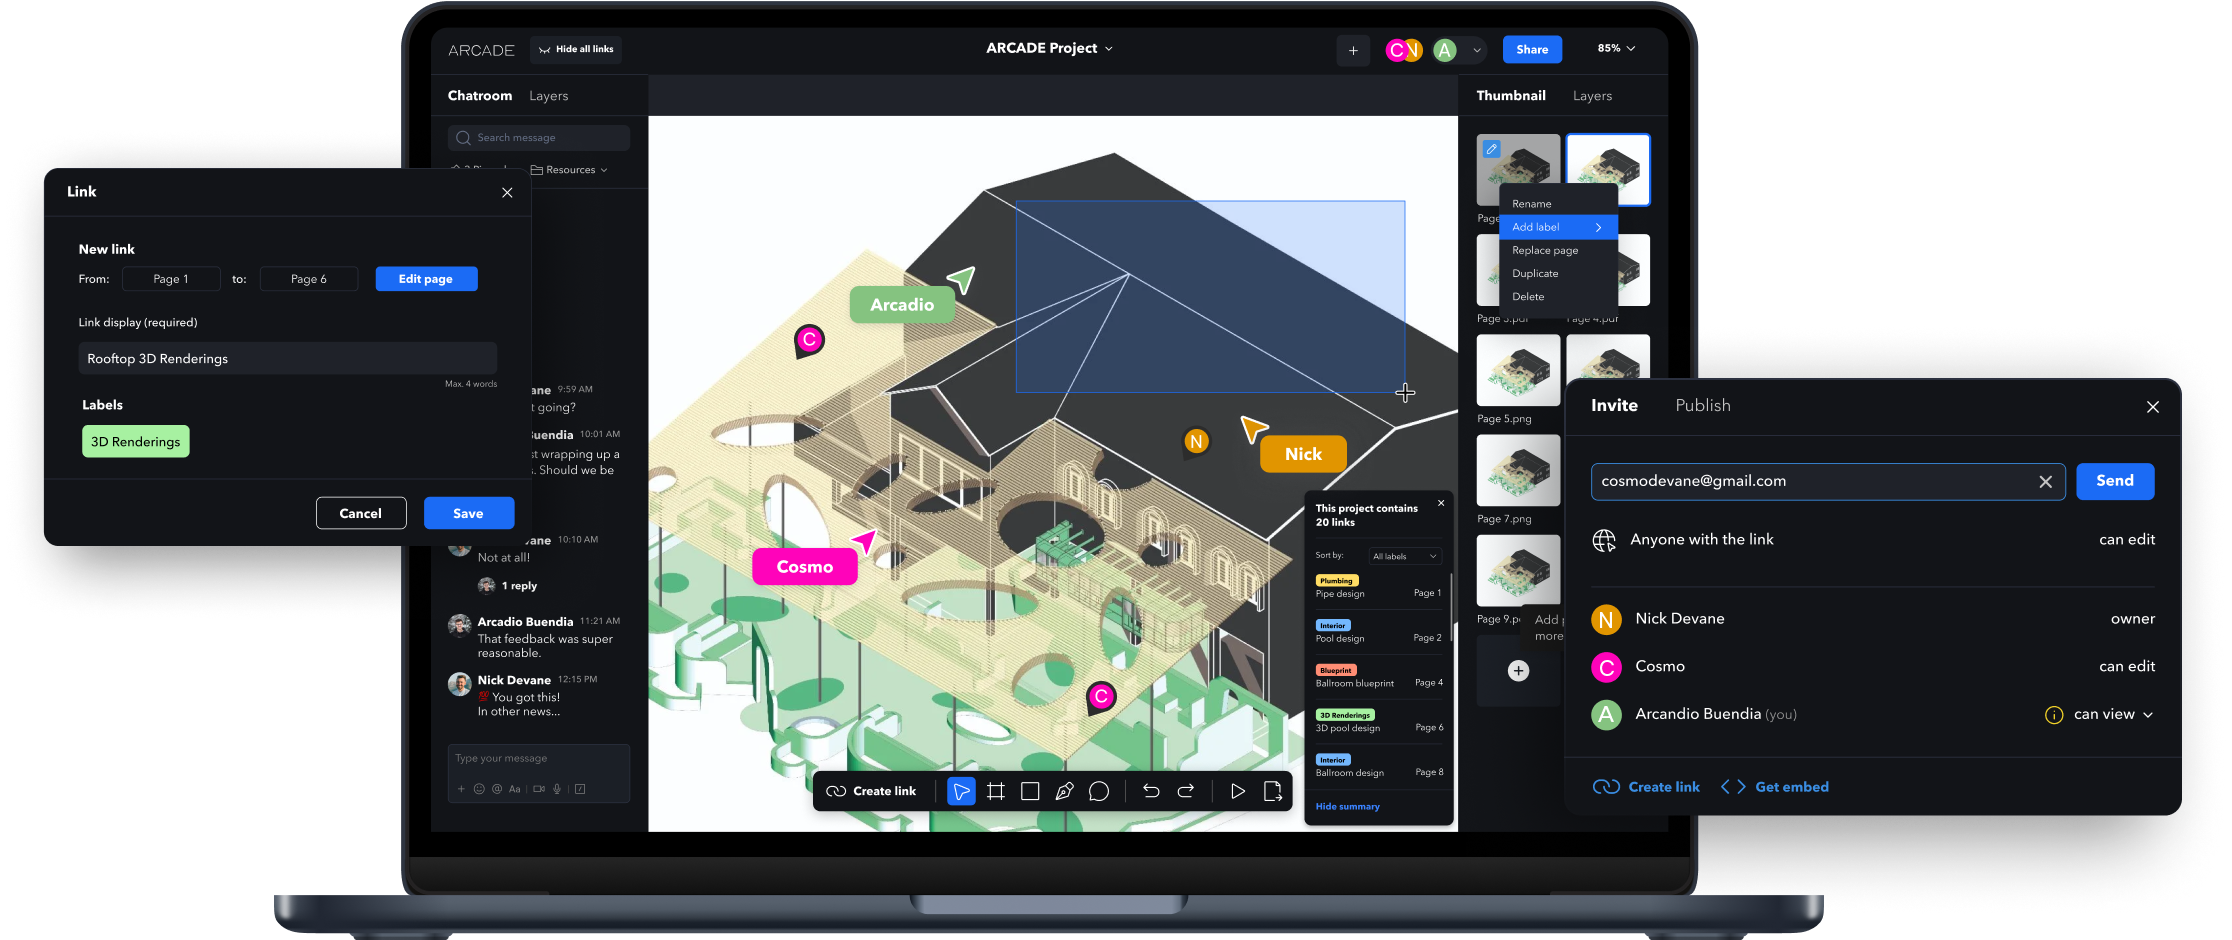 ARCADE
Hide all links
ARCADE Project
C
N
A
Share
85%
Chatroom
Layers
Search message
Resources
9:59 AM
t going?
Buendia 10:01 AM
st wrapping up a
s. Should we be
10:10 AM
Not at all!
1 reply
Arcadio Buendia 11:21 AM
That feedback was super
reasonable.
Nick Devane 12:15 PM
💯 You got this!
In other news...
Type your message
Aa
Link
New link
From:
Page 1
to:
Page 6
Edit page
Link display (required)
Rooftop 3D Renderings
Max. 4 words
Labels
3D Renderings
Cancel
Save
Arcadio
C
N
Nick
Cosmo
C
Create link
This project contains
20 links
Sort by:
All labels
Plumbing
Pipe design
Page 1
Interior
Pool design
Page 2
Blueprint
Ballroom blueprint
Page 4
3D Renderings
3D pool design
Page 6
Interior
Ballroom design
Page 8
Hide summary
Thumbnail
Layers
Page
Rename
Add label
Replace page
Duplicate
Delete
Page 3.pdf
Page 4.pdf
Page 5.png
Page 7.png
Page 9.p
Add
more
Invite
Publish
cosmodevane@gmail.com
Send
Anyone with the link
can edit
N
Nick Devane
owner
C
Cosmo
can edit
A
Arcandio Buendia (you)
can view
Create link
Get embed